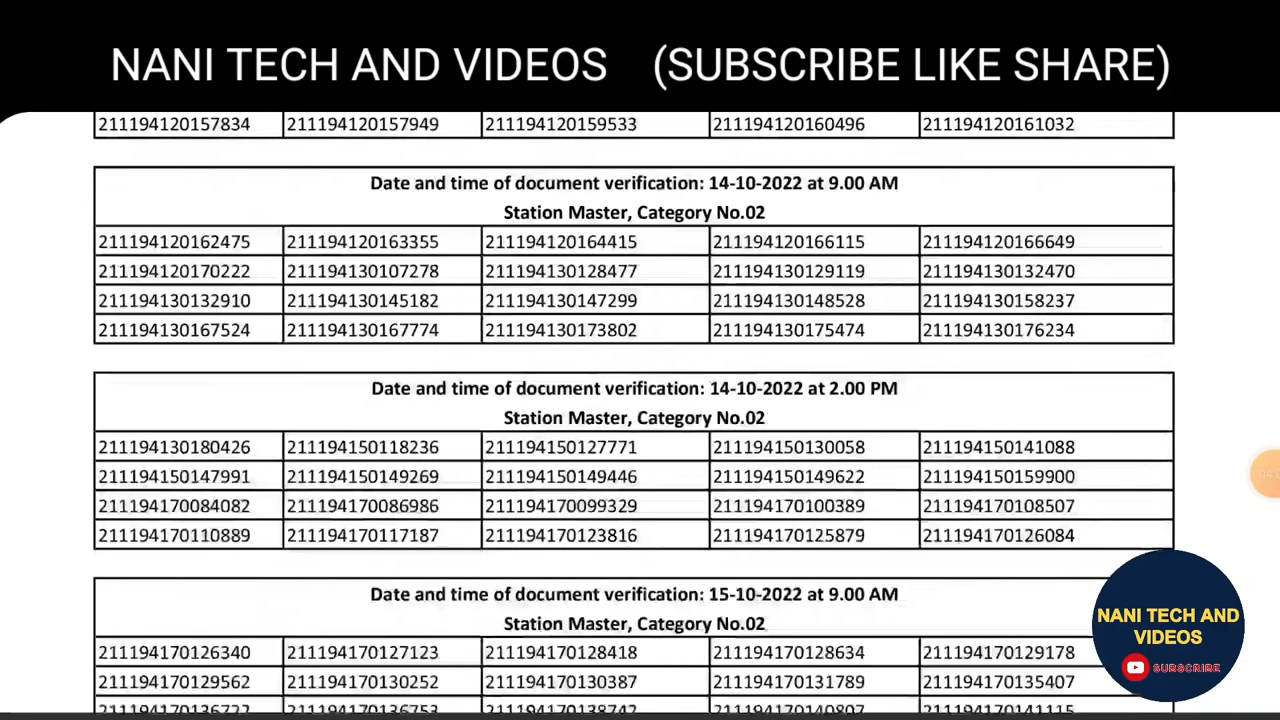 NANI TECH AND VIDEOS (SUBSCRIBE LIKE SHARE)
211194120157834 211194120157949 211194120159533 211194120160496 211194120161032
Date and time of document verification: 14-10-2022 at 9.00 AM
Station Master, Category No.02
211194120162475 211194120163355 211194120164415 211194120166115 211194120166649
211194120170222 211194130107278 211194130128477 211194130129119 211194130132470
211194130132910 211194130145182 211194130147299 211194130148528 211194130158237
211194130167524 211194130167774 211194130173802 211194130175474 211194130176234
Date and time of document verification: 14-10-2022 at 2.00 PM
Station Master, Category No.02
211194130180426 211194150118236 211194150127771 211194150130058 211194150141088
211194150147991 211194150149269 211194150149446 211194150149622 211194150159900
211194170084082 211194170086986 211194170099329 211194170100389 211194170108507
211194170110889 211194170117187 211194170123816 211194170125879 211194170126084
Date and time of document verification: 15-10-2022 at 9.00 AM
Station Master, Category No.02
211194170126340 211194170127123 211194170128418 211194170128634 211194170129178
211194170129562 211194170130252 211194170130387 211194170131789 211194170135407
211194170136722 211194170136753 211194170138742 211194170140807 211194170141115
NANI TECH AND
VIDEOS
SUBSCRIBE